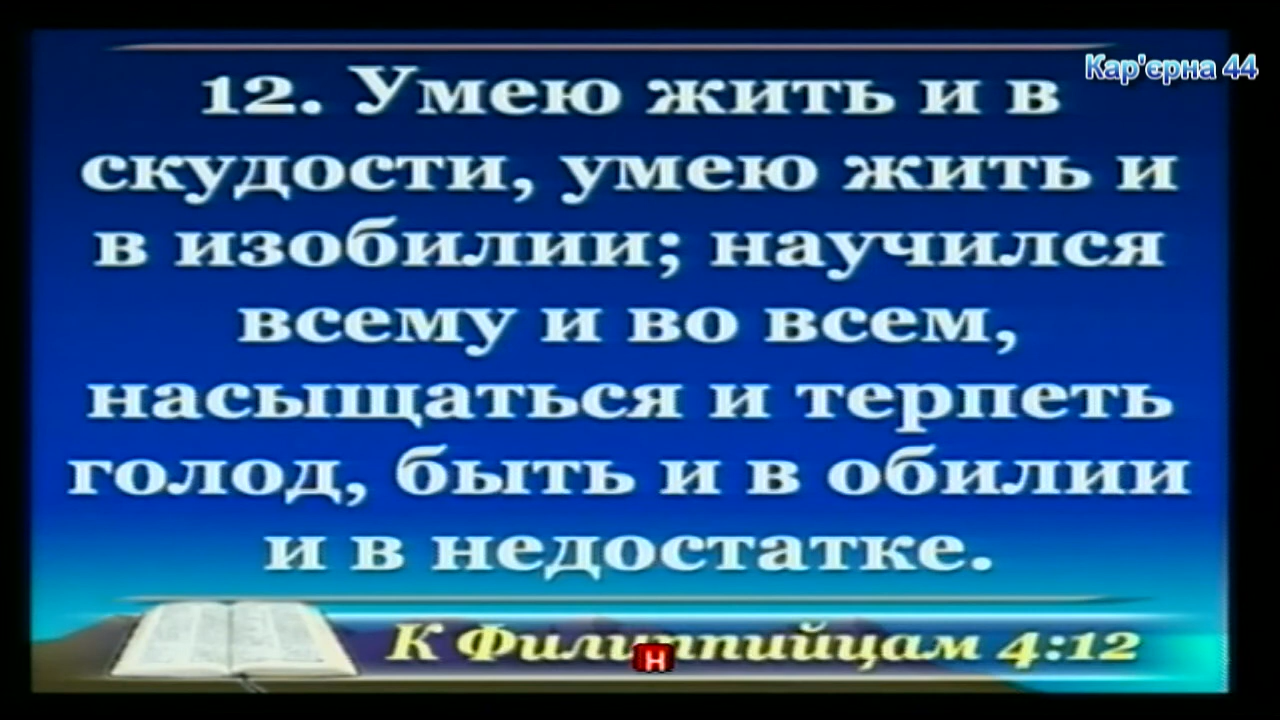 Кар'єрна 44
12. Умею жить и в
скудости, умею жить и
в изобилии; научился
всему и во всем,
насыщаться и терпеть
голод, быть и в обилии
и в недостатке.
К Филиппийцам 4:12
Н